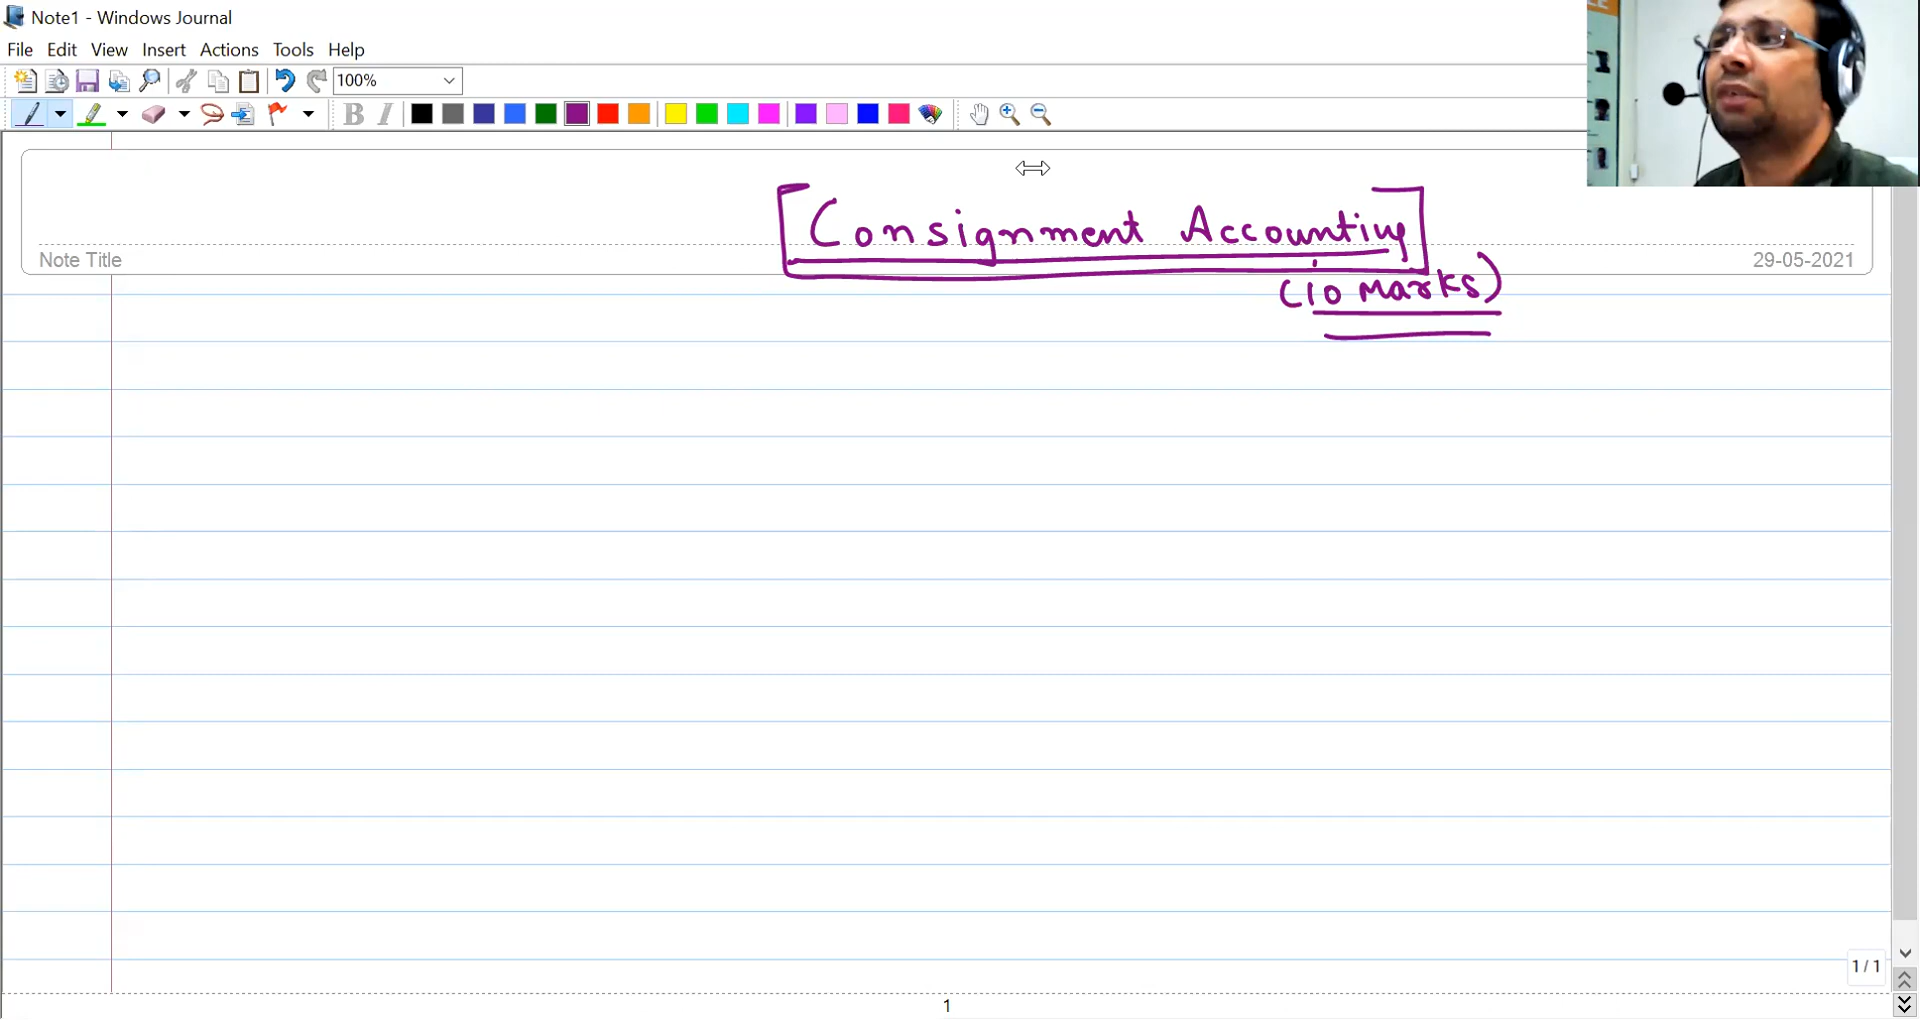 Note1 - Windows Journal
File Edit View Insert Actions Tools Help
100%
B I
[Consignment Accounting]
Note Title
29-05-2021
(10 Marks)
1 / 1
1